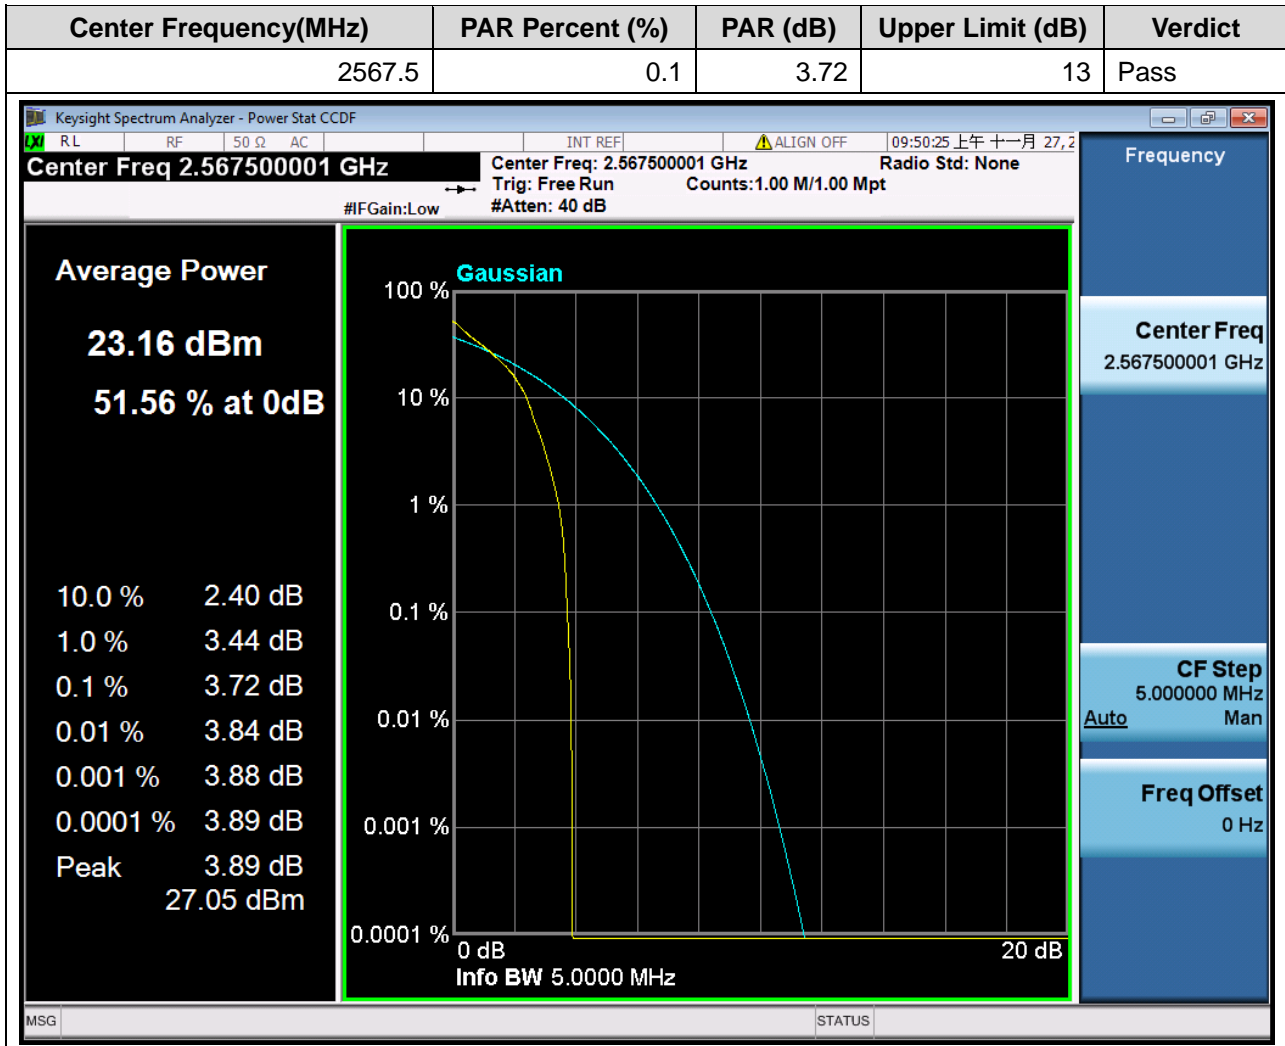 Center Frequency(MHz) PAR Percent (%) PAR (dB) Upper Limit (dB) Verdict
2567.5 0.1 3.72 13 Pass
Keysight Spectrum Analyzer - Power Stat CCDF
LXI RL RF 50 Ω AC INT REF ALIGN OFF 09:50:25 上午 十一月 27, 2
Center Freq 2.567500001 GHz
Center Freq: 2.567500001 GHz Radio Std: None
Trig: Free Run Counts:1.00 M/1.00 Mpt
#IFGain:Low #Atten: 40 dB
Average Power
23.16 dBm
51.56 % at 0dB
10.0 % 2.40 dB
1.0 % 3.44 dB
0.1 % 3.72 dB
0.01 % 3.84 dB
0.001 % 3.88 dB
0.0001 % 3.89 dB
Peak 3.89 dB
27.05 dBm
Gaussian
100 %
10 %
1 %
0.1 %
0.01 %
0.001 %
0.0001 %
0 dB 20 dB
Info BW 5.0000 MHz
Frequency
Center Freq
2.567500001 GHz
CF Step
5.000000 MHz
Auto Man
Freq Offset
0 Hz
MSG STATUS